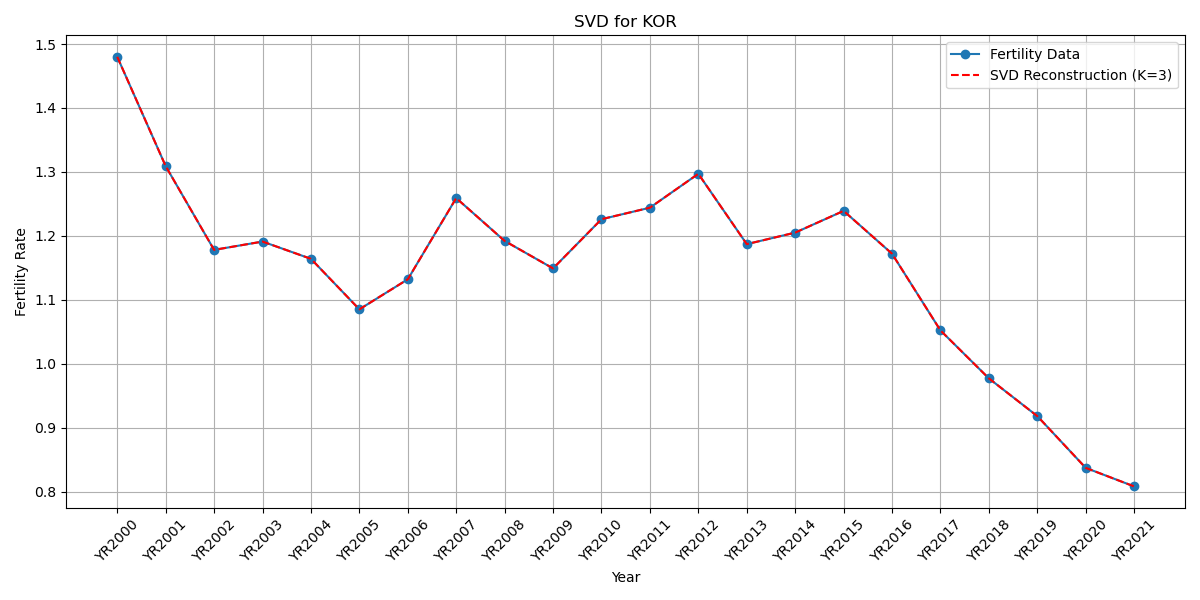 SVD for KOR
Fertility Data
SVD Reconstruction (K=3)
Fertility Rate
1.5
1.4
1.3
1.2
1.1
1.0
0.9
0.8
YR2000
YR2001
YR2002
YR2003
YR2004
YR2005
YR2006
YR2007
YR2008
YR2009
YR2010
YR2011
YR2012
YR2013
YR2014
YR2015
YR2016
YR2017
YR2018
YR2019
YR2020
YR2021
Year